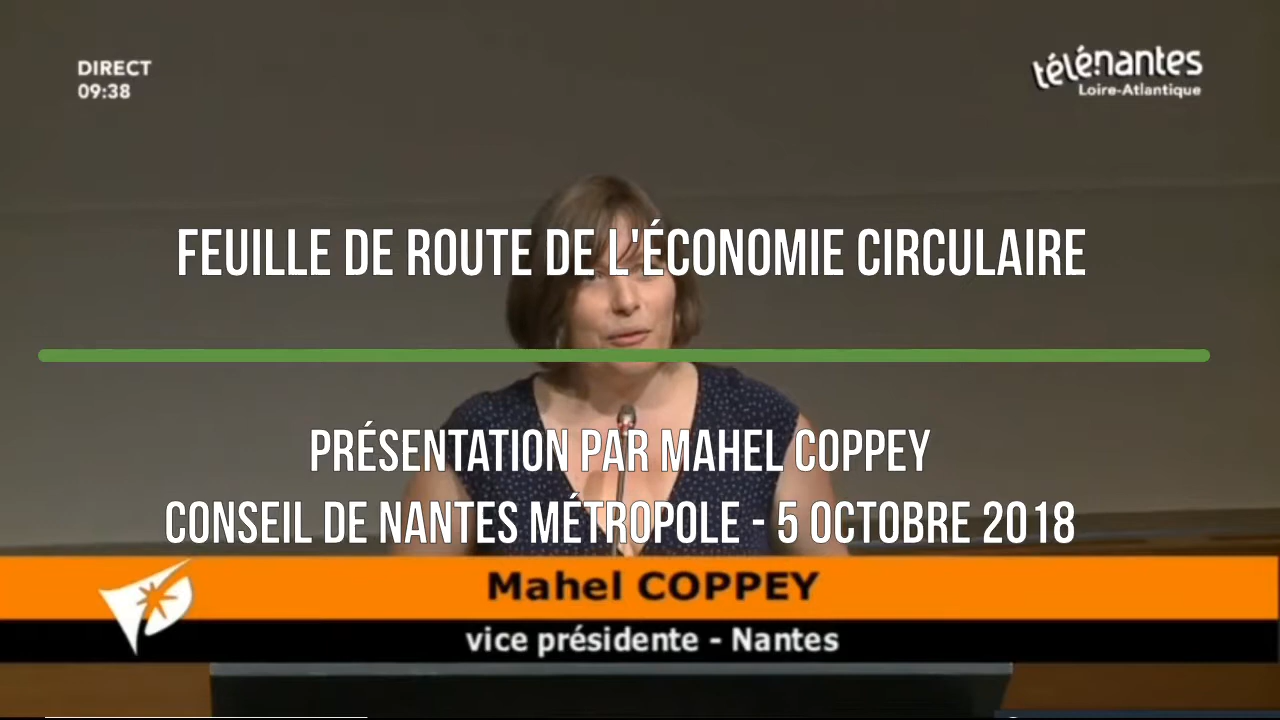 DIRECT
09:38
télénantes
Loire-Atlantique
FEUILLE DE ROUTE DE L'ÉCONOMIE CIRCULAIRE
PRÉSENTATION PAR MAHEL COPPEY
CONSEIL DE NANTES MÉTROPOLE - 5 OCTOBRE 2018
Mahel COPPEY
vice présidente - Nantes